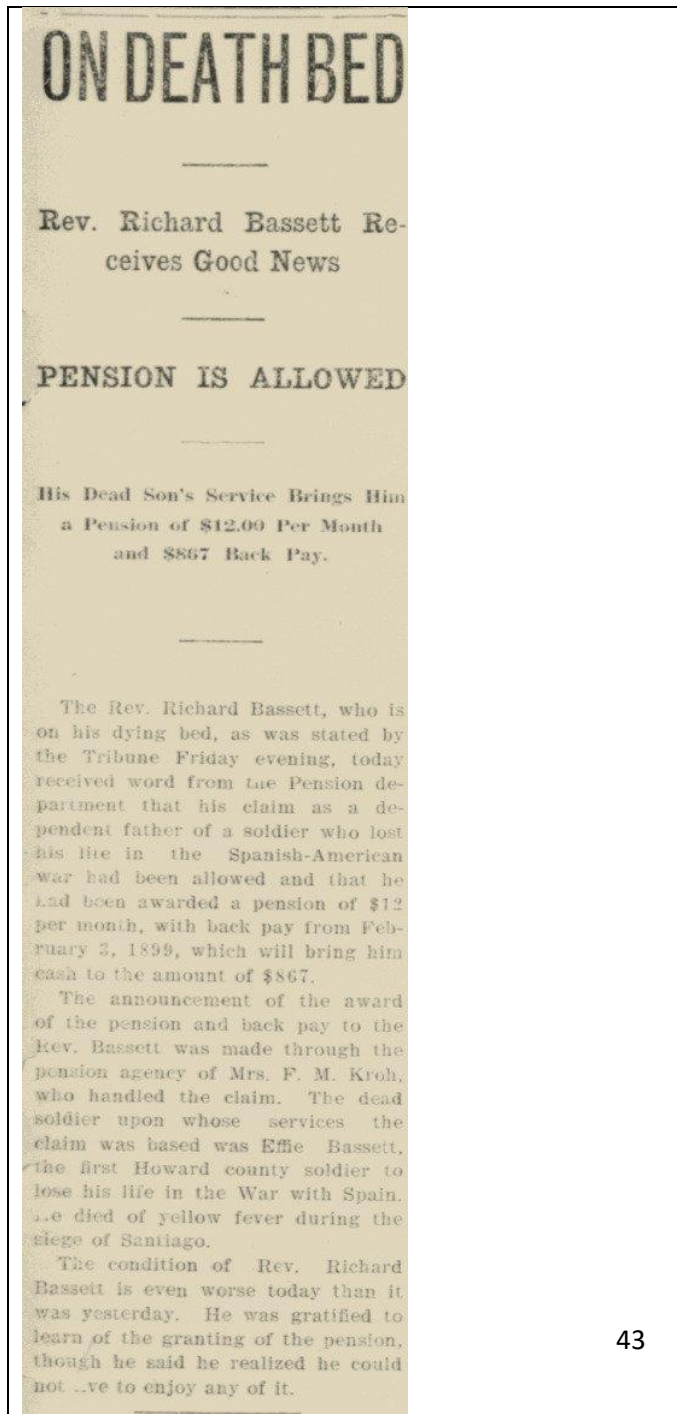 ON DEATH BED
Rev. Richard Bassett Re-
ceives Good News
PENSION IS ALLOWED
His Dead Son's Service Brings Him
a Pension of $12.00 Per Month
and $867 Back Pay.
The Rev. Richard Bassett, who is
on his dying bed, as was stated by
the Tribune Friday evening, today
received word from the Pension de-
partment that his claim as a de-
pendent father of a soldier who lost
his life in the Spanish-American
war had been allowed and that he
had been awarded a pension of $12
per month, with back pay from Feb-
ruary 3, 1899, which will bring him
cash to the amount of $867.
The announcement of the award
of the pension and back pay to the
Rev. Bassett was made through the
pension agency of Mrs. F. M. Kroh,
who handled the claim. The dead
soldier upon whose services the
claim was based was Effie Bassett,
the first Howard county soldier to
lose his life in the War with Spain.
..e died of yellow fever during the
siege of Santiago.
The condition of Rev. Richard
Bassett is even worse today than it
was yesterday. He was gratified to
learn of the granting of the pension,
though he said he realized he could
not ..ve to enjoy any of it.
43